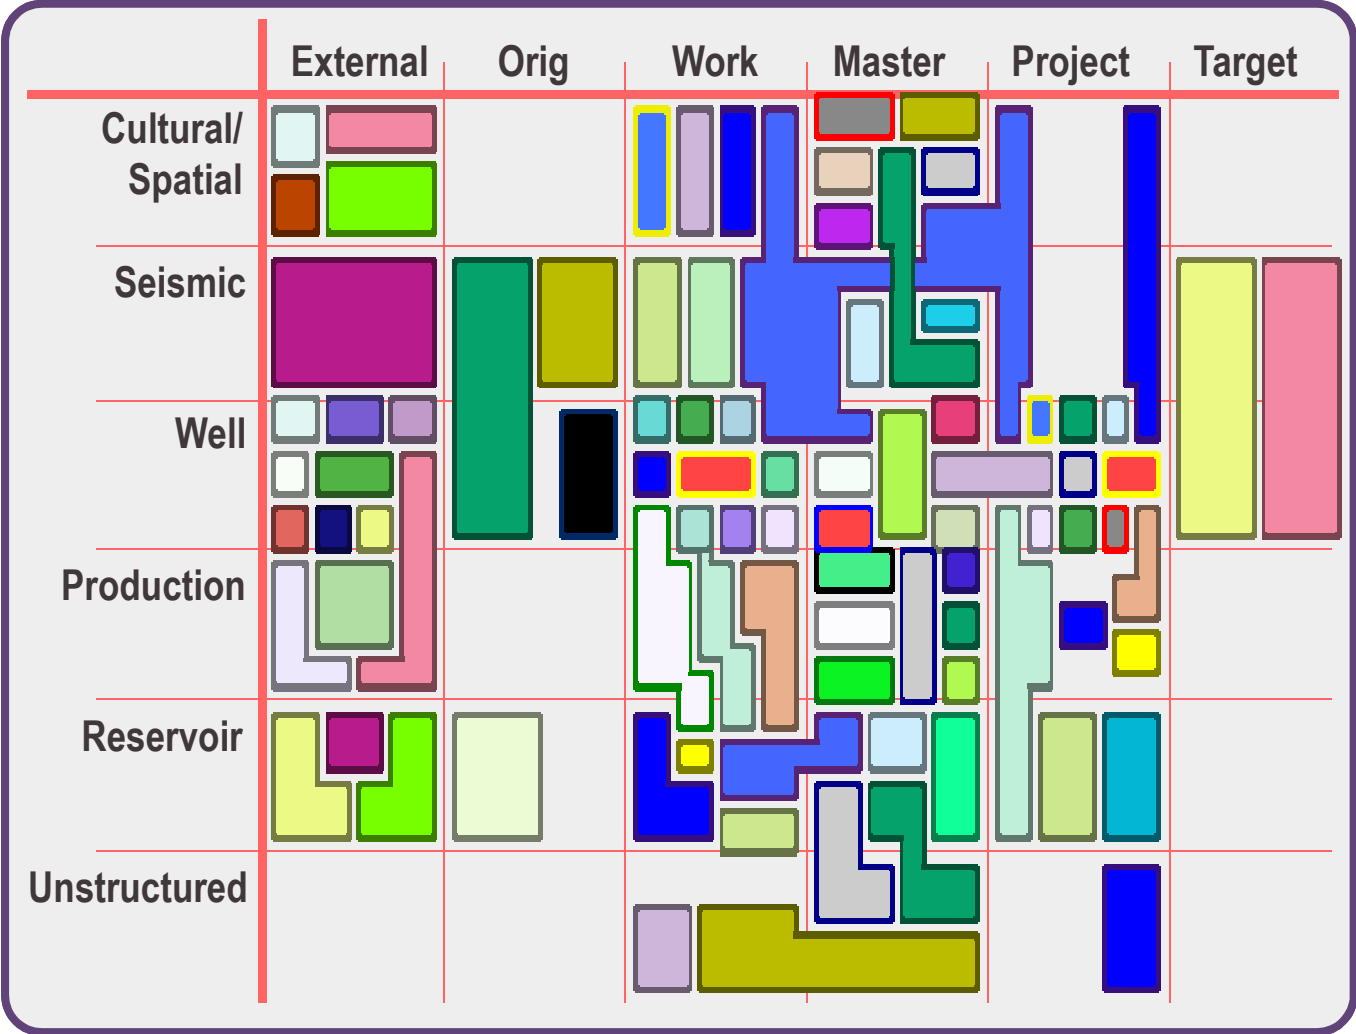 External Orig Work Master Project Target
Cultural/
Spatial
Seismic
Well
Production
Reservoir
Unstructured